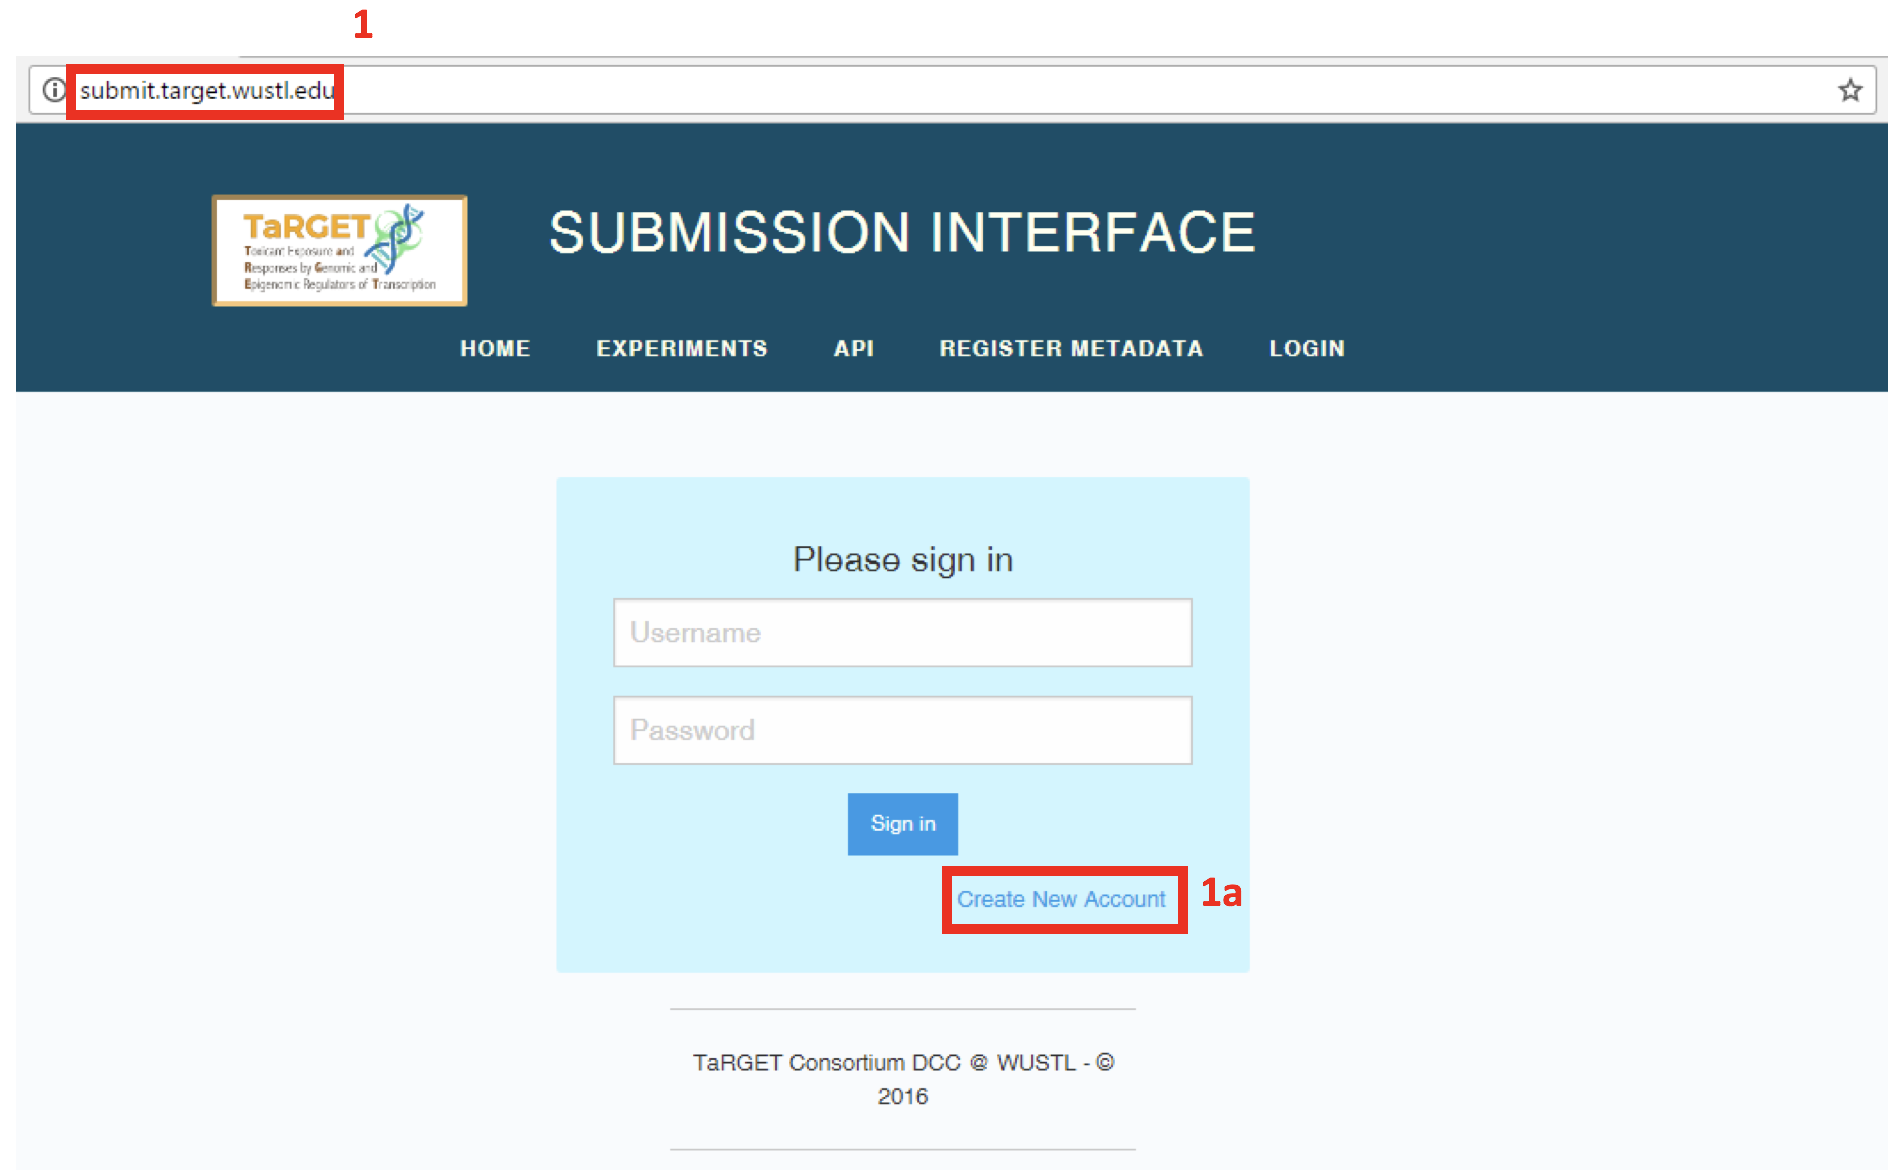 1
submit.target.wustl.edu
TaRGET
Toxicant Exposure and
Responses by Genomic and
Epigenomic Regulators of Transcription
SUBMISSION INTERFACE
HOME EXPERIMENTS API REGISTER METADATA LOGIN
Please sign in
Username
Password
Sign in
Create New Account 1a
TaRGET Consortium DCC @ WUSTL - ©
2016